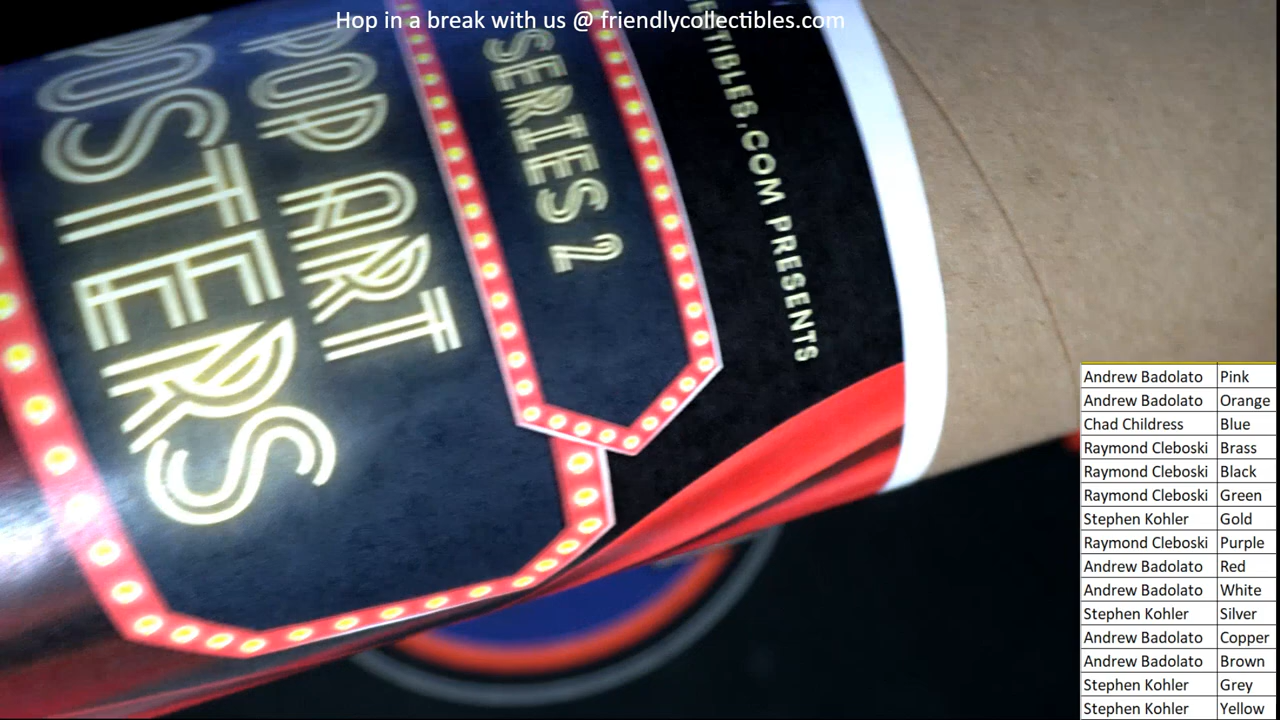 Hop in a break with us @ friendlycollectibles.com
POP ART
POSTERS
SERIES 2
PRESENTS
Andrew Badolato Pink
Andrew Badolato Orange
Chad Childress Blue
Raymond Cleboski Brass
Raymond Cleboski Black
Raymond Cleboski Green
Stephen Kohler Gold
Raymond Cleboski Purple
Andrew Badolato Red
Andrew Badolato White
Stephen Kohler Silver
Andrew Badolato Copper
Andrew Badolato Brown
Stephen Kohler Grey
Stephen Kohler Yellow